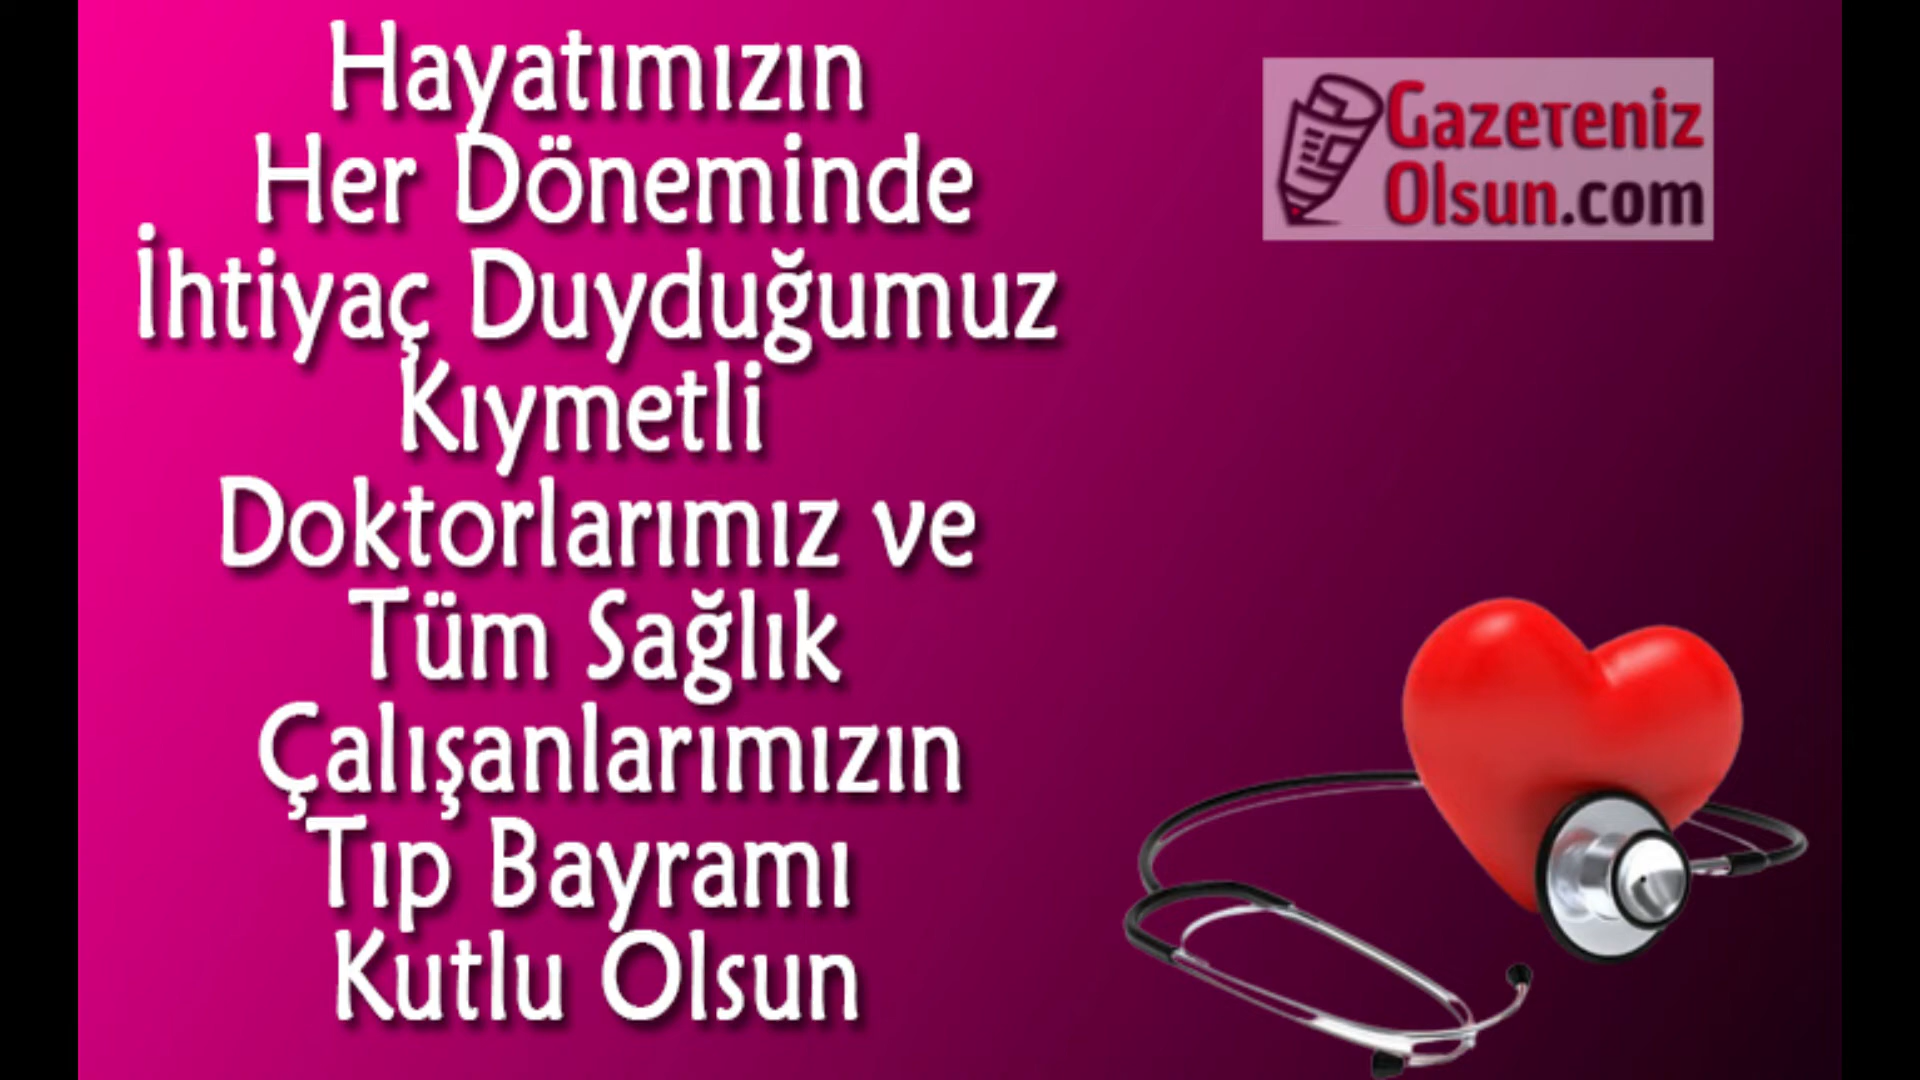 Hayatımızın
Her Döneminde
İhtiyaç Duyduğumuz
Kıymetli
Doktorlarımız ve
Tüm Sağlık
Çalışanlarımızın
Tıp Bayramı
Kutlu Olsun
Gazeteniz
Olsun.com